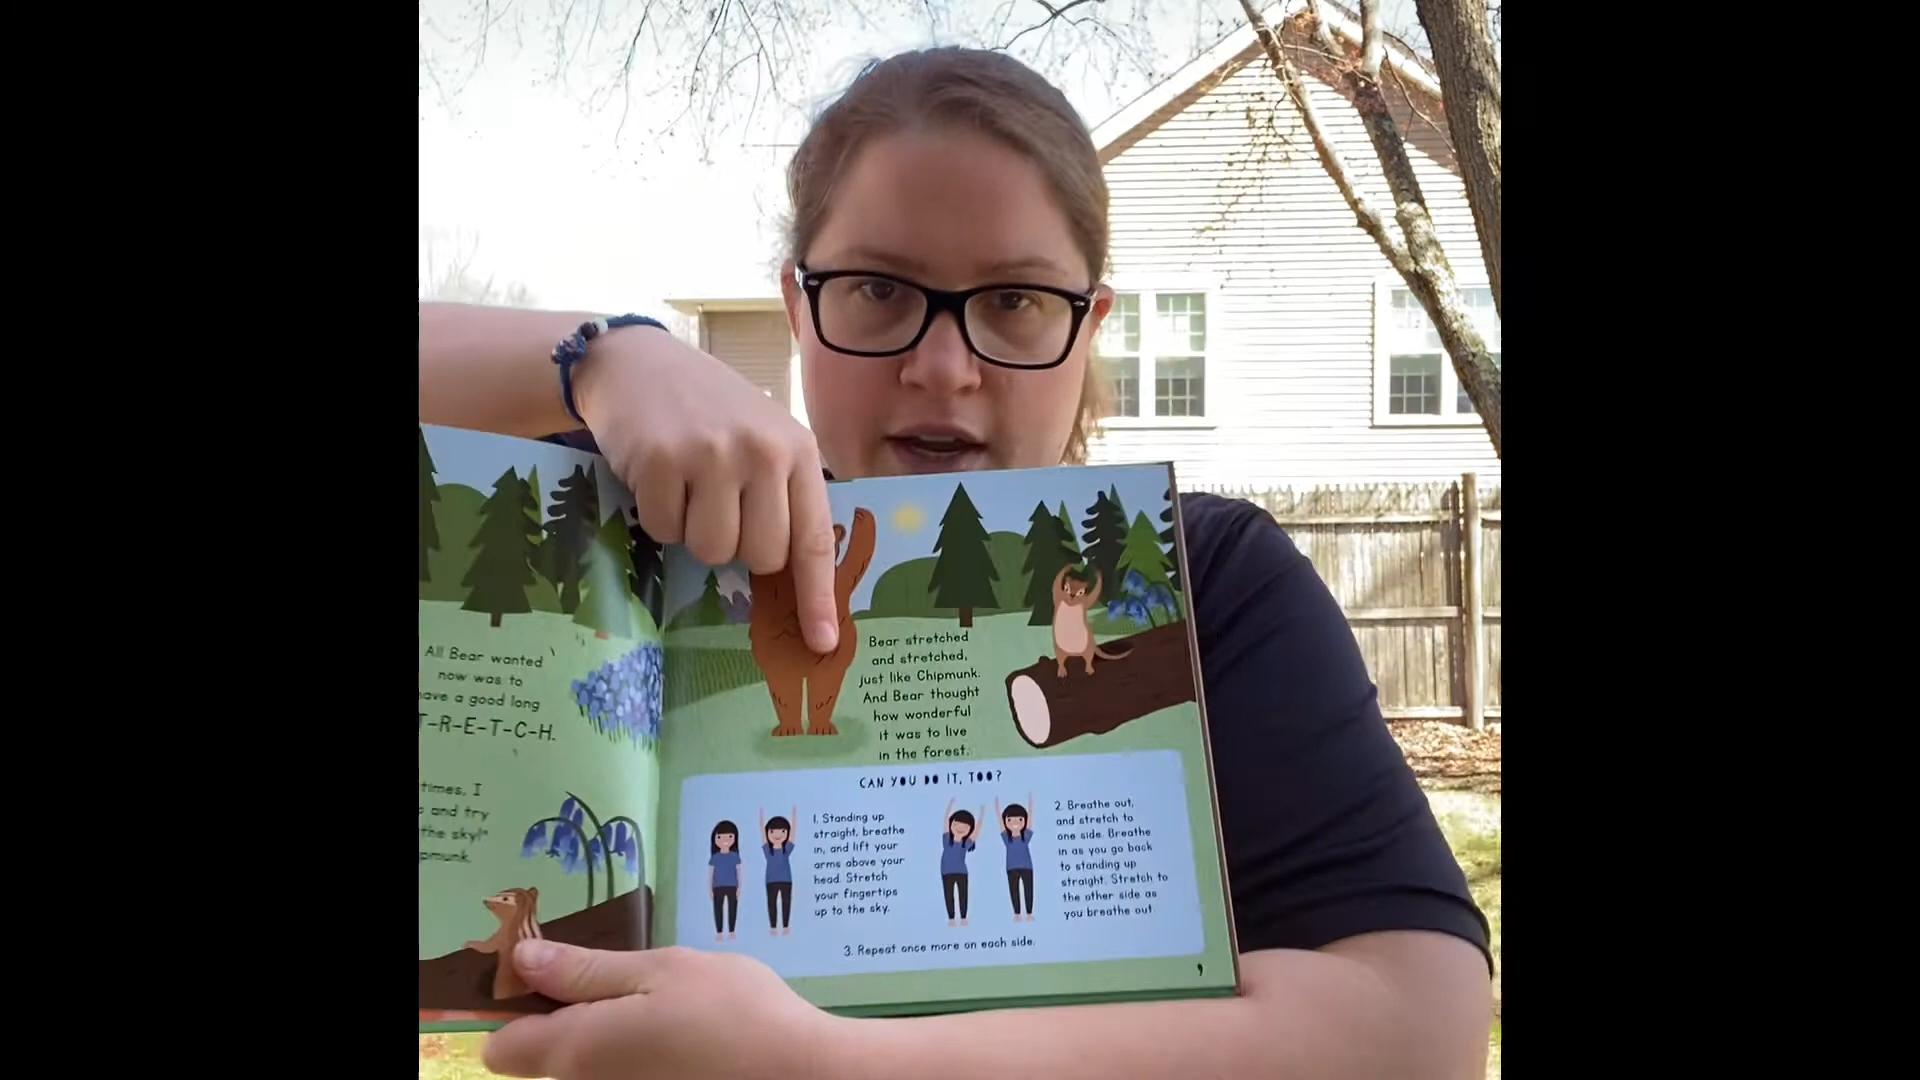 All Bear wanted
now was to
have a good long
T-R-E-T-C-H.
times, I
and try
the sky!"
Bear stretched
and stretched,
just like Chipmunk.
And Bear thought
how wonderful
it was to live
in the forest.
CAN YOU DO IT, TOO?
1. Standing up
straight, breathe
in, and lift your
arms above your
head. Stretch
your fingertips
up to the sky.
2. Breathe out,
and stretch to
one side. Breathe
in as you go back
to standing up
straight. Stretch to
the other side as
you breathe out.
3. Repeat once more on each side.
9